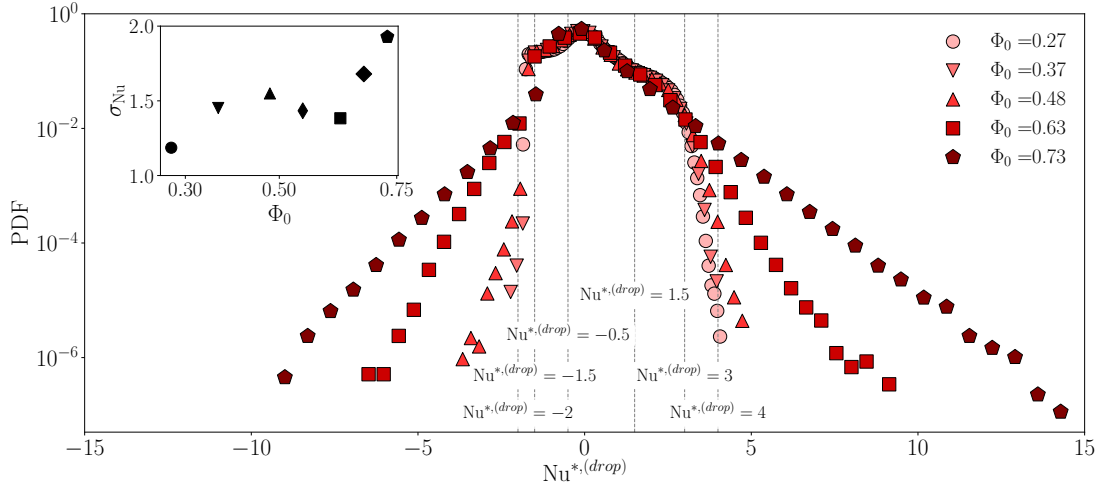 10^0
10^{-2}
10^{-4}
10^{-6}
PDF
−15
−10
−5
0
5
10
15
Nu^{*,(drop)}
2.0
1.5
1.0
σ_{Nu}
0.30
0.50
0.75
Φ_0
Φ_0 =0.27
Φ_0 =0.37
Φ_0 =0.48
Φ_0 =0.63
Φ_0 =0.73
Nu^{*,(drop)} = 1.5
Nu^{*,(drop)} = −0.5
Nu^{*,(drop)} = −1.5
Nu^{*,(drop)} = 3
Nu^{*,(drop)} = −2
Nu^{*,(drop)} = 4